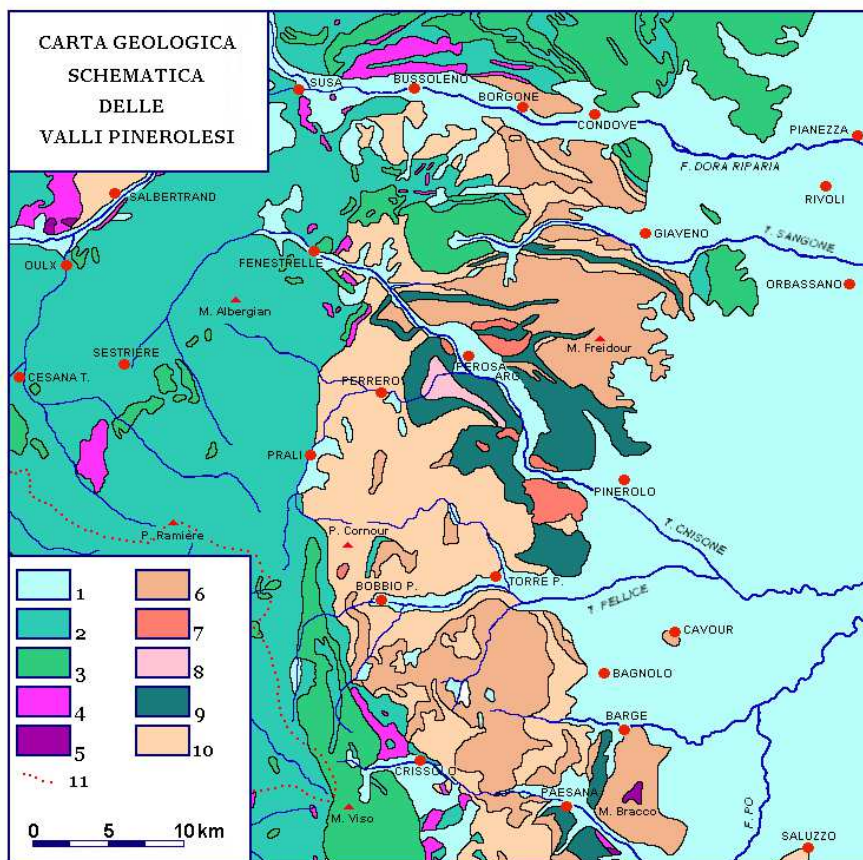 CARTA GEOLOGICA
SCHEMATICA
DELLE
VALLI PINEROLESI
SUSA
BUSSOLENO
BORGONE
CONDOVE
PIANEZZA
F. DORA RIPARIA
SALBERTRAND
RIVOLI
GIAVENO
T. SANGONE
OULX
FENESTRELLE
ORBASSANO
M. Albergian
M. Freidour
SESTRIERE
PEROSA
ARG.
CESANA T.
PERRERO
PRALI
PINEROLO
P. Ramiere
P. Cornour
T. CHISONE
TORRE P.
BOBBIO P.
T. PELLICE
CAVOUR
BAGNOLO
BARGE
CRISSOLO
PAESANA
M. Viso
M. Bracco
F. PO
SALUZZO
1 6
2 7
3 8
4 9
5 10
11
0 5 10 km